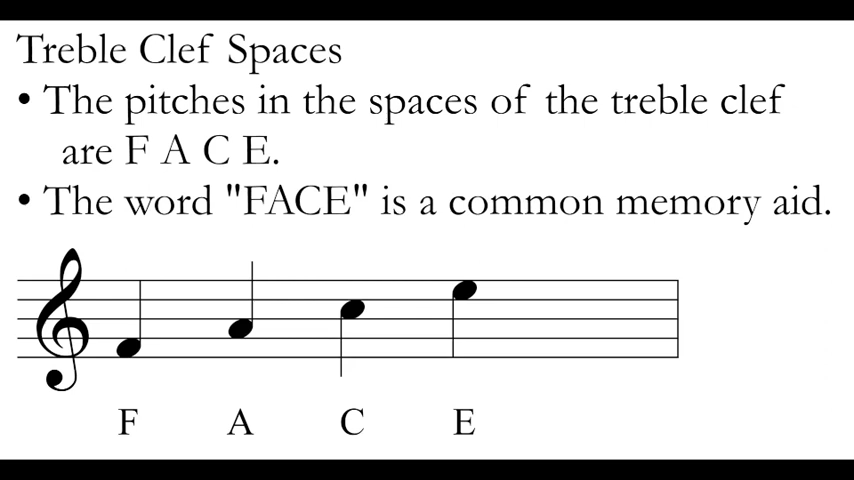 Treble Clef Spaces
• The pitches in the spaces of the treble clef
are F A C E.
• The word "FACE" is a common memory aid.
F A C E